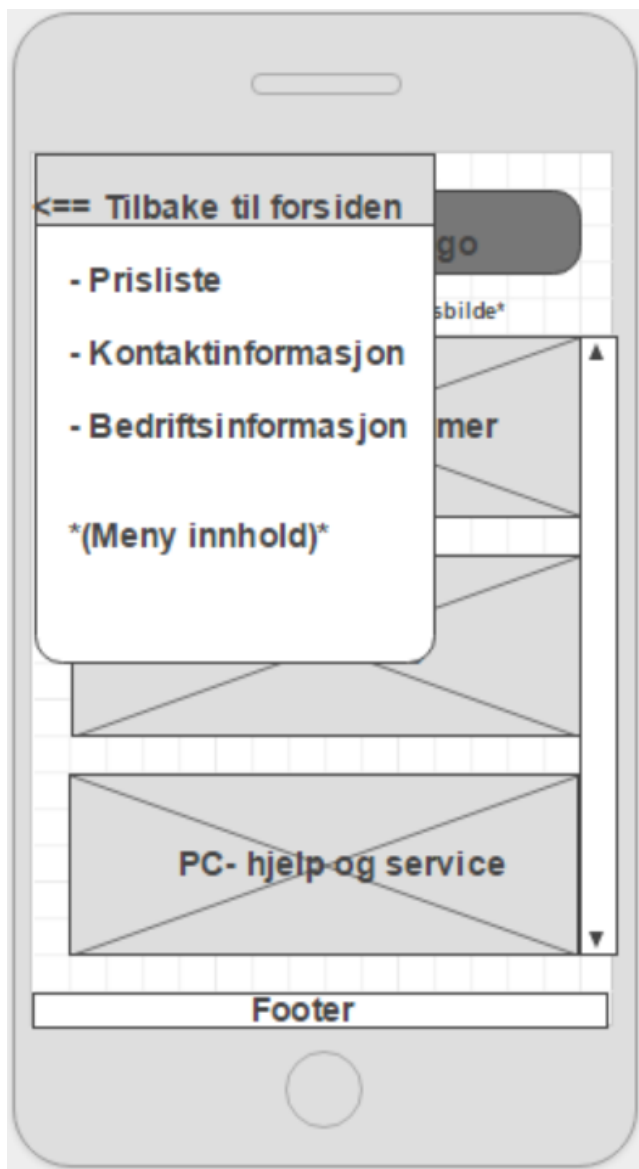 <== Tilbake til forsiden
go
- Prisliste
sbilde*
- Kontaktinformasjon
- Bedriftsinformasjon
mer
*(Meny innhold)*
PC- hjelp og service
Footer